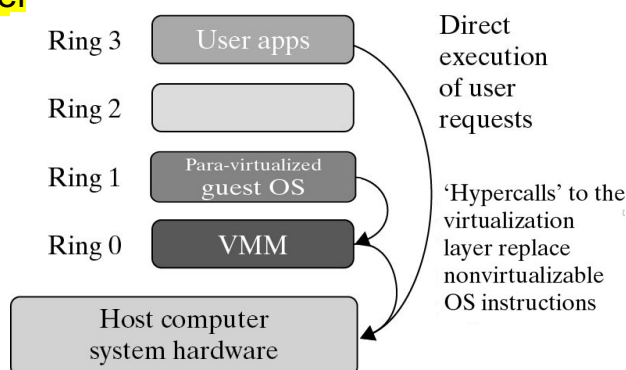 Ring 3
User apps
Direct
execution
of user
requests
Ring 2
Ring 1
Para-virtualized
guest OS
Ring 0
VMM
‘Hypercalls’ to the
virtualization
layer replace
nonvirtualizable
OS instructions
Host computer
system hardware